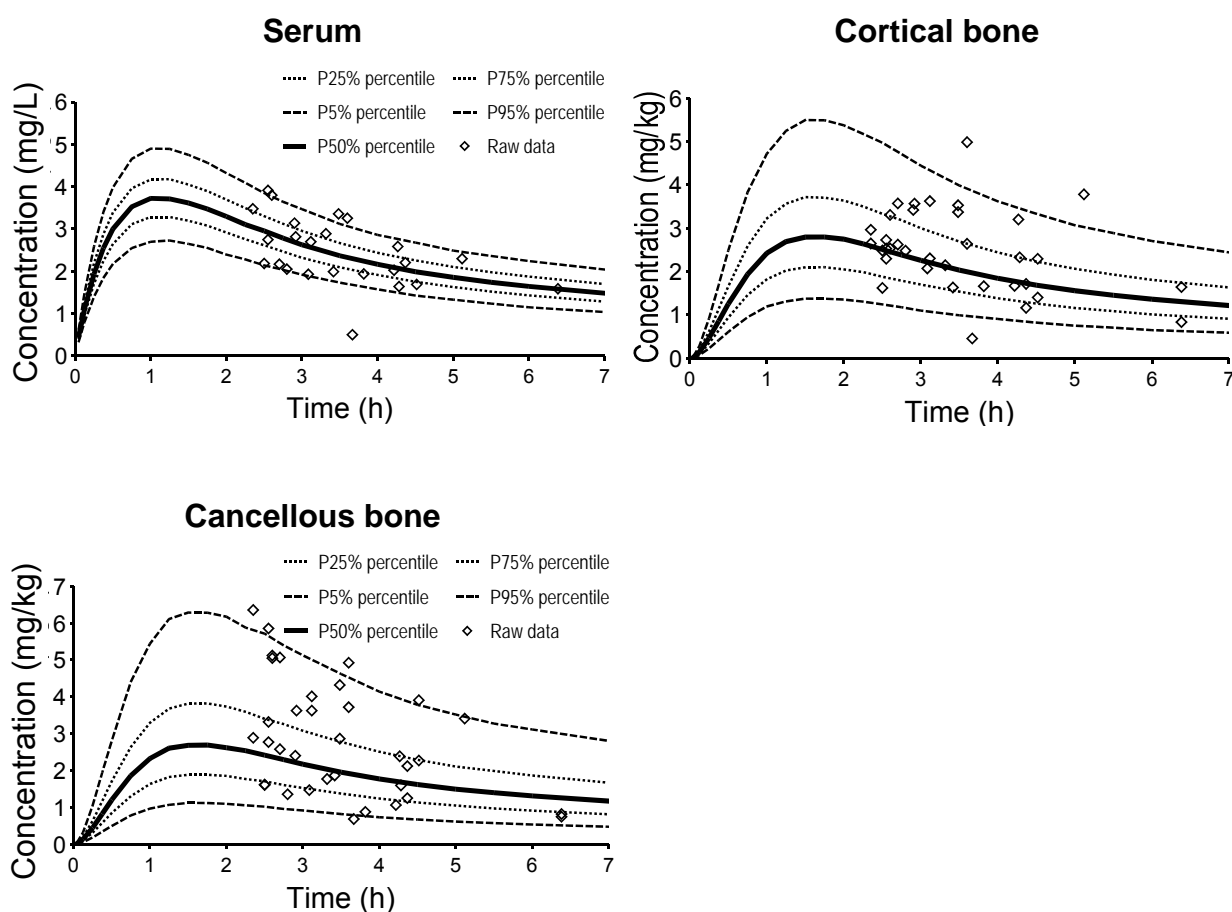 Serum
P25% percentile P75% percentile
P5% percentile P95% percentile
P50% percentile Raw data
Concentration (mg/L)
6
5
4
3
2
1
0
0 1 2 3 4 5 6 7
Time (h)
Cortical bone
Concentration (mg/kg)
6
5
4
3
2
1
0
0 1 2 3 4 5 6 7
Time (h)
Cancellous bone
P25% percentile P75% percentile
P5% percentile P95% percentile
P50% percentile Raw data
Concentration (mg/kg)
7
6
5
4
3
2
1
0
0 1 2 3 4 5 6 7
Time (h)